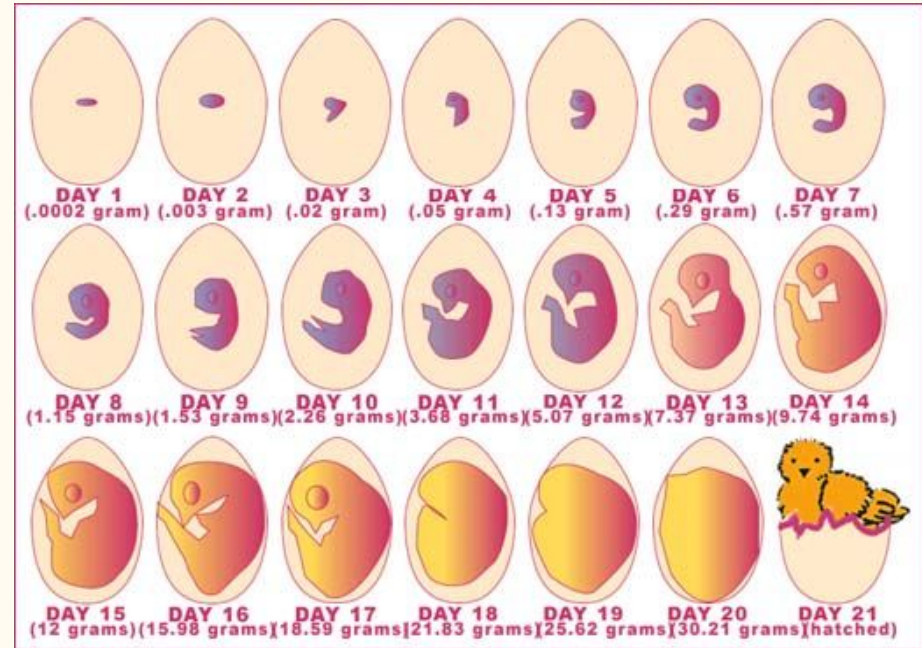 DAY 1 DAY 2 DAY 3 DAY 4 DAY 5 DAY 6 DAY 7
(.0002 gram) (.003 gram) (.02 gram) (.05 gram) (.13 gram) (.29 gram) (.57 gram)
DAY 8 DAY 9 DAY 10 DAY 11 DAY 12 DAY 13 DAY 14
(1.15 grams)(1.53 grams)(2.26 grams)(3.68 grams)(5.07 grams)(7.37 grams)(9.74 grams)
DAY 15 DAY 16 DAY 17 DAY 18 DAY 19 DAY 20 DAY 21
(12 grams) (15.98 grams)(18.59 grams)(21.83 grams)(25.62 grams)(30.21 grams)(hatched)